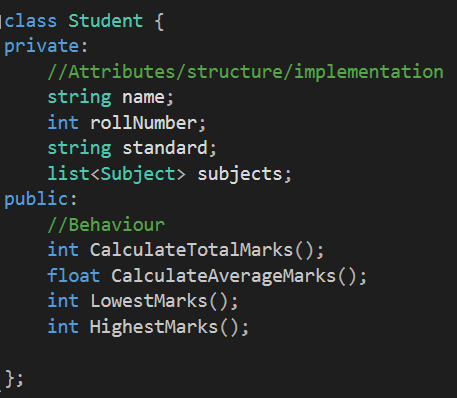 class Student {
private:
    //Attributes/structure/implementation
    string name;
    int rollNumber;
    string standard;
    list<Subject> subjects;
public:
    //Behaviour
    int CalculateTotalMarks();
    float CalculateAverageMarks();
    int LowestMarks();
    int HighestMarks();

};